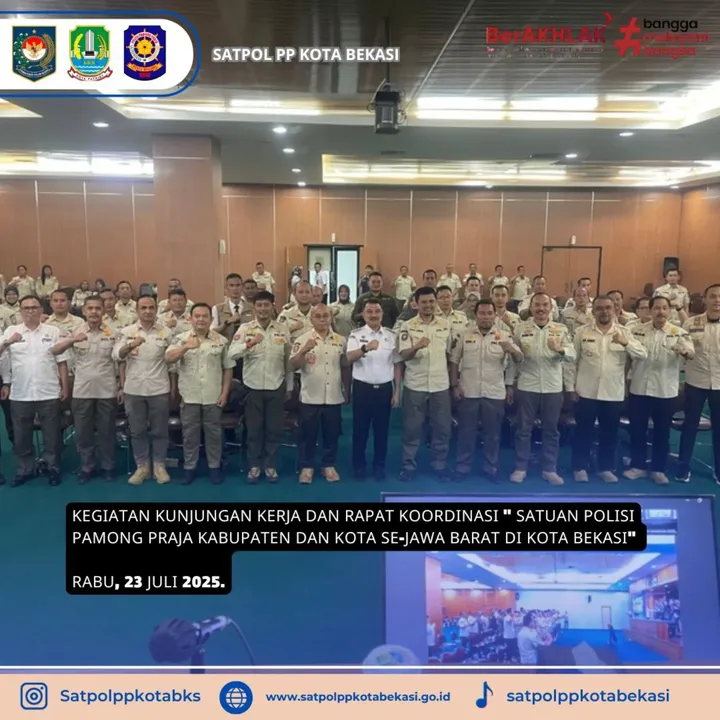 SATPOL PP KOTA BEKASI
BerAKHLAK
#bangga
melayani
bangsa
KEGIATAN KUNJUNGAN KERJA DAN RAPAT KOORDINASI " SATUAN POLISI
PAMONG PRAJA KABUPATEN DAN KOTA SE-JAWA BARAT DI KOTA BEKASI"
RABU, 23 JULI 2025.
Satpolppkotabks
www.satpolppkotabekasi.go.id
satpolppkotabekasi